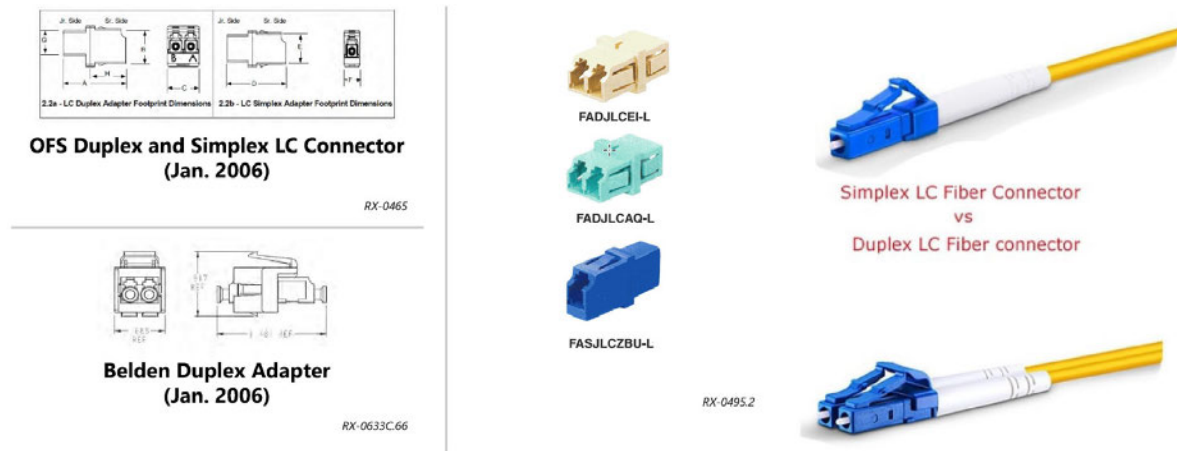 Jr. Side Sr. Side
Jr. Side Sr. Side
G
B
H
A
C
E
D
F
2.2a - LC Duplex Adapter Footprint Dimensions
2.2b - LC Simplex Adapter Footprint Dimensions
OFS Duplex and Simplex LC Connector
(Jan. 2006)
RX-0465
REF
REF
Belden Duplex Adapter
(Jan. 2006)
RX-0633C.66
FADJLCEI-L
FADJLCAQ-L
FASJLCZBU-L
RX-0495.2
Simplex LC Fiber Connector
vs
Duplex LC Fiber connector